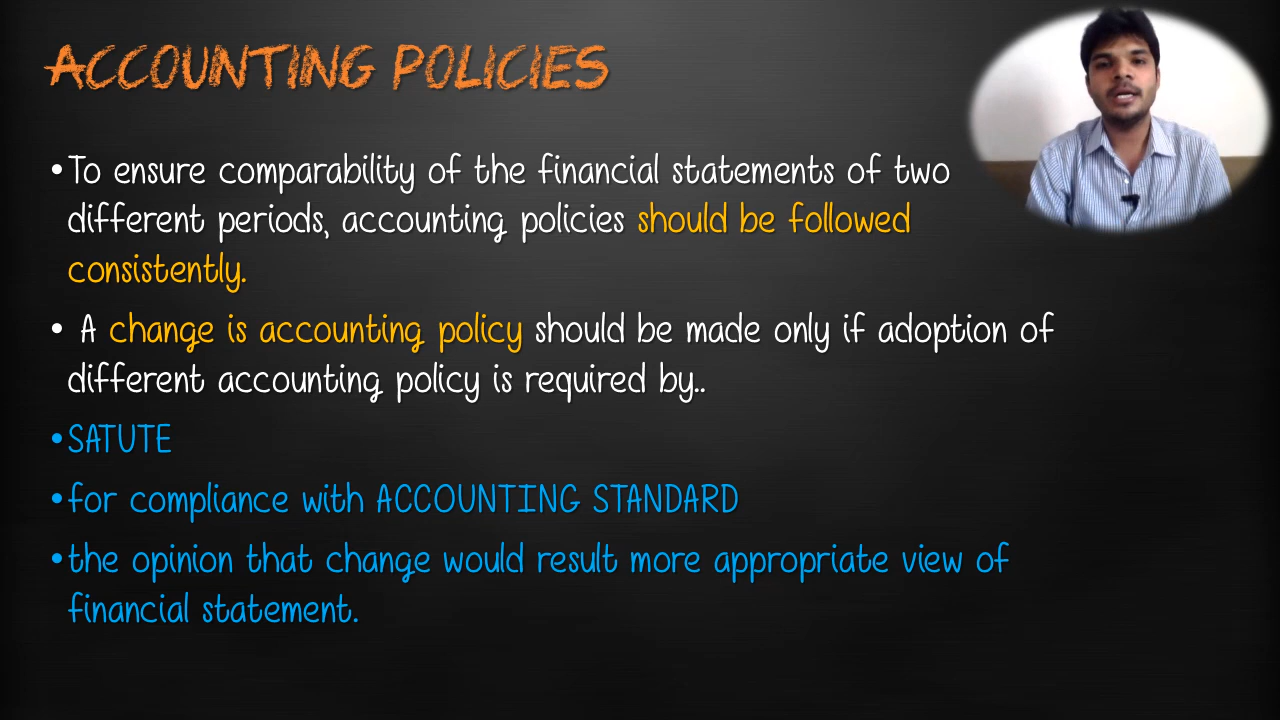 ACCOUNTING POLICIES
•To ensure comparability of the financial statements of two
different periods, accounting policies should be followed
consistently.
• A change is accounting policy should be made only if adoption of
different accounting policy is required by..
•SATUTE
•for compliance with ACCOUNTING STANDARD
•the opinion that change would result more appropriate view of
financial statement.